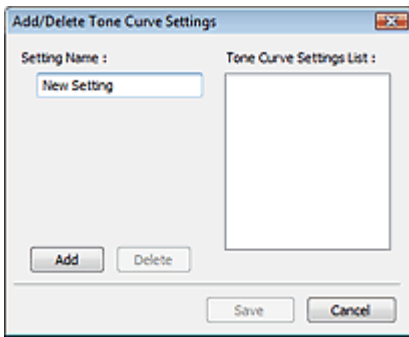 Add/Delete Tone Curve Settings
Setting Name :
New Setting
Tone Curve Settings List :
Add
Delete
Save
Cancel